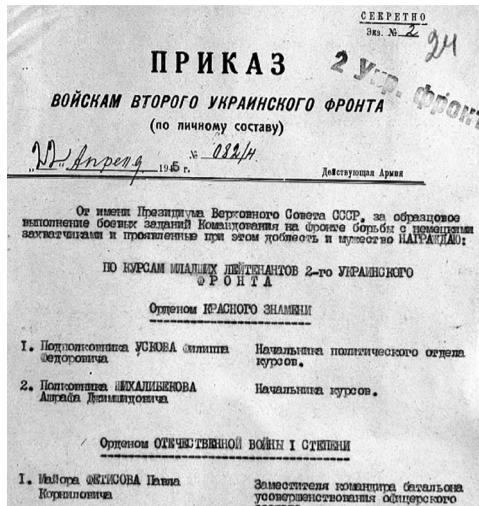 СЕКРЕТНО
Экз. № 2
24
ПРИКАЗ
2 Укр. фронт
ВОЙСКАМ ВТОРОГО УКРАИНСКОГО ФРОНТА
(по личному составу)
"22" Апреля 1945 г. № 082/н
Действующая Армия
От имени Президиума Верховного Совета СССР, за образцовое
выполнение боевых заданий Командования на фронте борьбы с немецкими
захватчиками и проявленные при этом доблесть и мужество НАГРАЖДАЮ:
ПО КУРСАМ МЛАДШИХ ЛЕЙТЕНАНТОВ 2-го УКРАИНСКОГО
ФРОНТА
Орденом КРАСНОГО ЗНАМЕНИ
1. Подполковника УСКОВА Филиппа Начальника политического отдела
Федоровича курсов.
2. Полковника ШИХАЛИБЕКОВА Начальника курсов.
Ашрафа Джамшидовича
Орденом ОТЕЧЕСТВЕННОЙ ВОЙНЫ I СТЕПЕНИ
1. Майора ФЕТИСОВА Павла Заместителя командира батальона
Корниловича усовершенствования офицерского